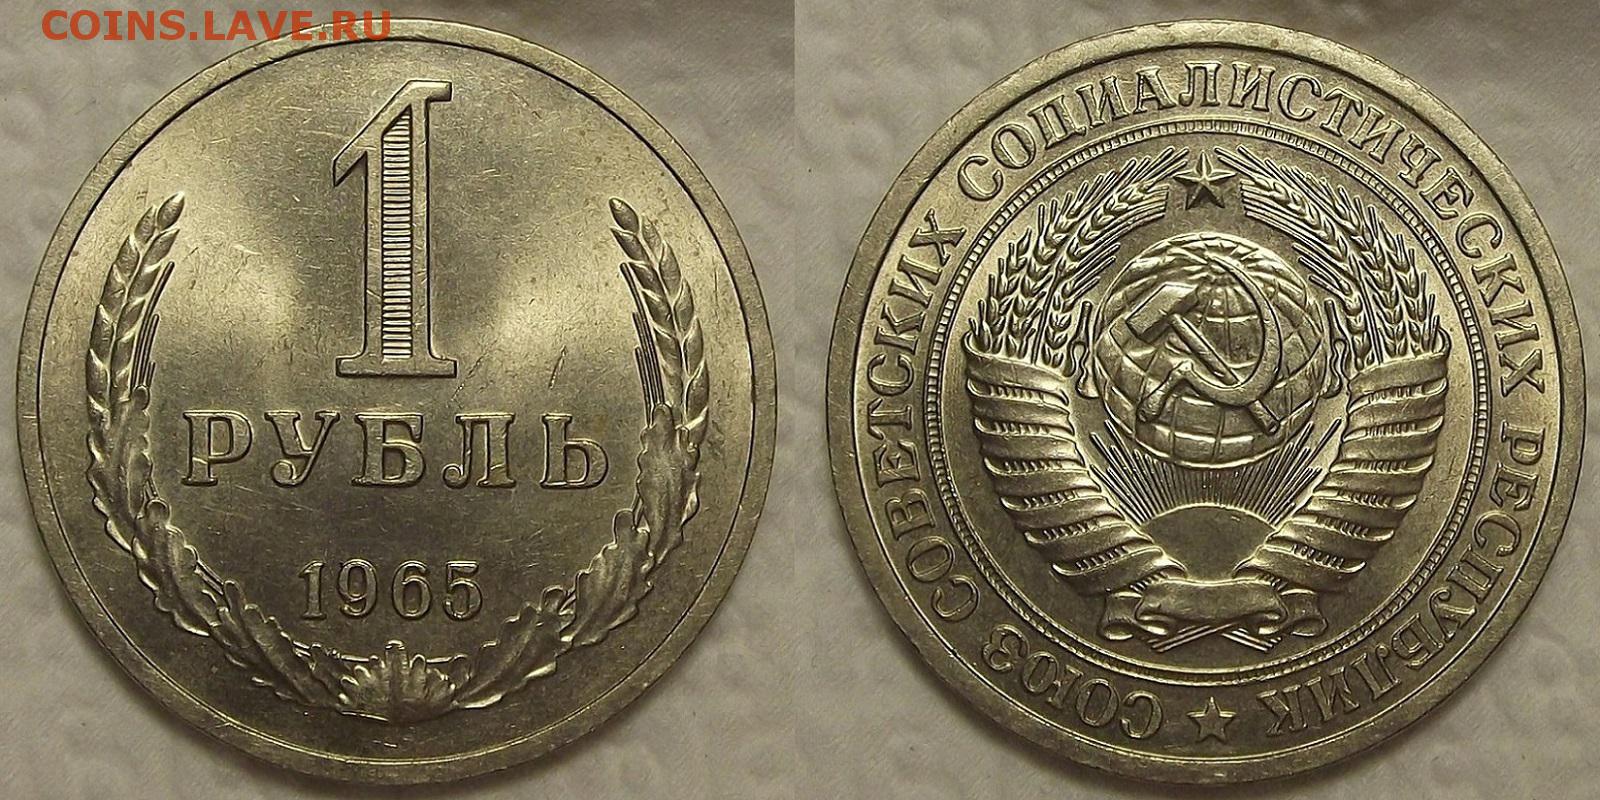 COINS.LAVE.RU
1
РУБЛЬ
1965
СОЮЗ СОВЕТСКИХ СОЦИАЛИСТИЧЕСКИХ РЕСПУБЛИК